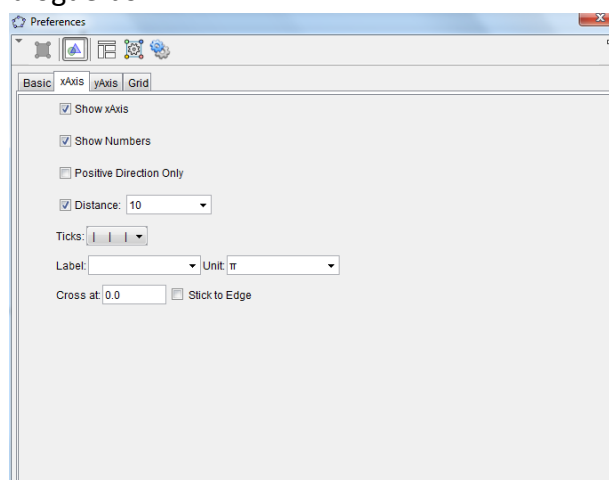 Preferences
Basic xAxis yAxis Grid
Show xAxis
Show Numbers
Positive Direction Only
Distance: 10
Ticks: | | |
Label: Unit: π
Cross at: 0.0 Stick to Edge